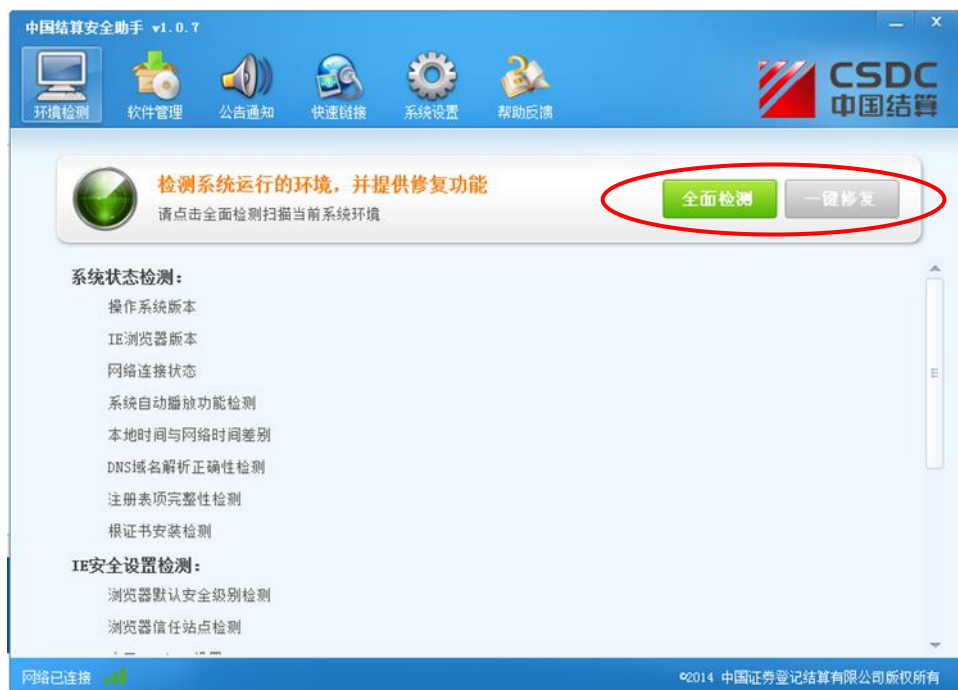 中国结算安全助手 v1.0.7
环境检测 软件管理 公告通知 快速链接 系统设置 帮助反馈
CSDC
中国结算
检测系统运行的环境，并提供修复功能
请点击全面检测扫描当前系统环境
全面检测 一键修复
系统状态检测：
操作系统版本
IE浏览器版本
网络连接状态
系统自动播放功能检测
本地时间与网络时间差别
DNS域名解析正确性检测
注册表项完整性检测
根证书安装检测
IE安全设置检测：
浏览器默认安全级别检测
浏览器信任站点检测
网络已连接 ©2014 中国证券登记结算有限公司版权所有